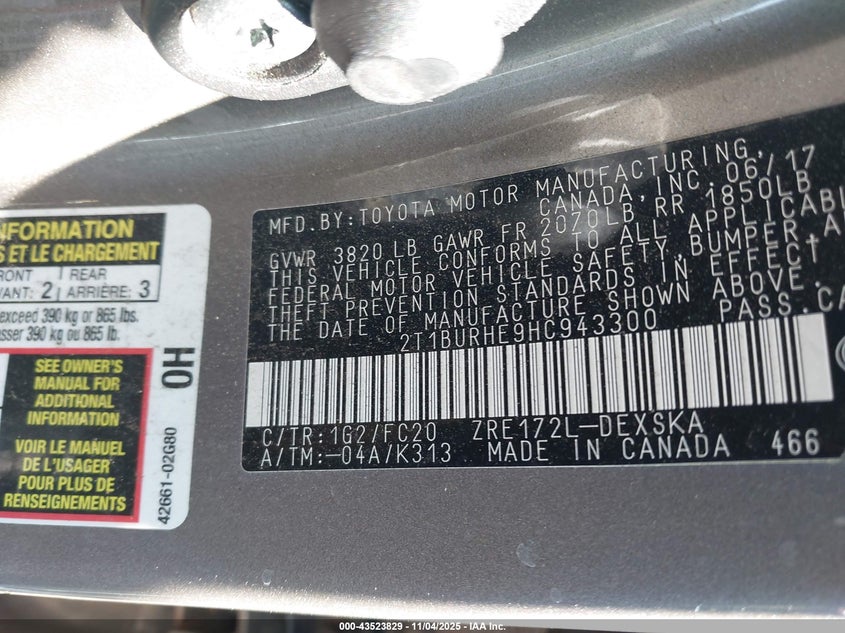 MFD.BY:TOYOTA MOTOR MANUFACTURING,
CANADA, INC. 06/17
GVWR 3820 LB GAWR FR 2070LB RR 1850LB
THIS VEHICLE CONFORMS TO ALL APPLICABL
FEDERAL MOTOR VEHICLE SAFETY, BUMPER, A
THEFT PREVENTION STANDARDS IN EFFECT
THE DATE OF MANUFACTURE SHOWN ABOVE.
2T1BURHE9HC943300 PASS.CA
C/TR:1G2/FC20 ZRE172L-DEXSKA
A/TM:-04A/K313 MADE IN CANADA 466
NFORMATION
S ET LE CHARGEMENT
RONT REAR
VANT: 2 ARRIÈRE: 3
exceed 390 kg or 865 lbs.
asser 390 kg ou 865 lb.
SEE OWNER'S
MANUAL FOR
ADDITIONAL
INFORMATION
VOIR LE MANUEL
DE L'USAGER
POUR PLUS DE
RENSEIGNEMENTS
0H
42661-02G80
000-43523829 - 11/04/2025 - IAA Inc.